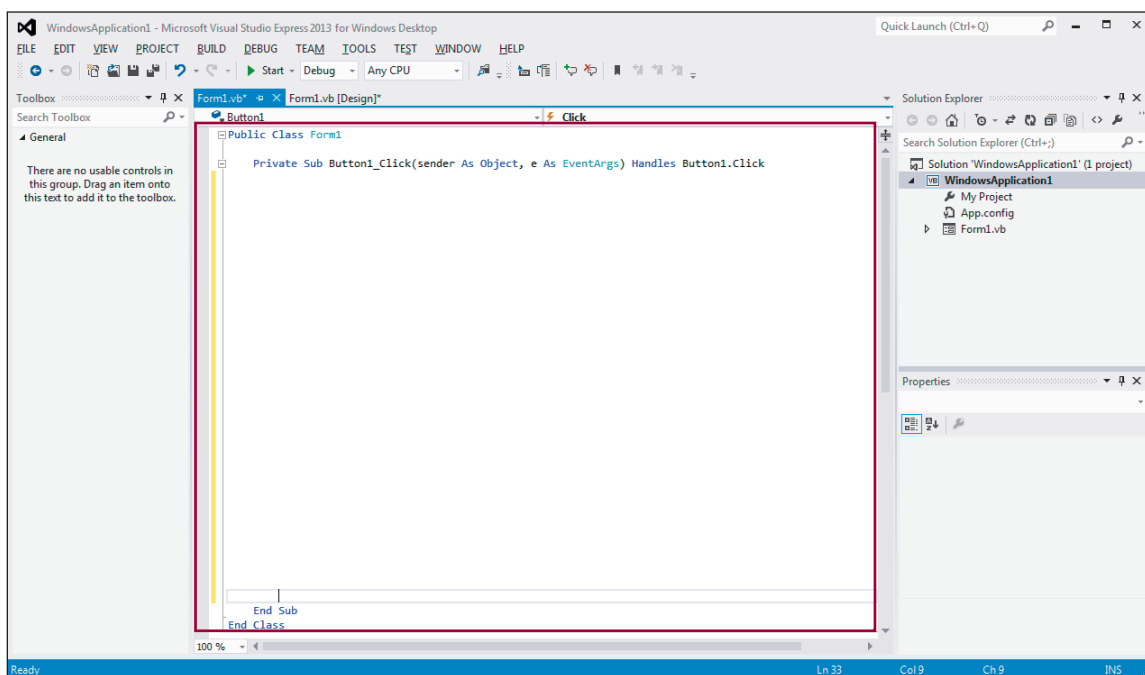 WindowsApplication1 - Microsoft Visual Studio Express 2013 for Windows Desktop
Quick Launch (Ctrl+Q)
FILE EDIT VIEW PROJECT BUILD DEBUG TEAM TOOLS TEST WINDOW HELP
Start Debug Any CPU
Toolbox
Search Toolbox
General
There are no usable controls in
this group. Drag an item onto
this text to add it to the toolbox.
Form1.vb* Form1.vb [Design]*
Button1 Click
Public Class Form1
Private Sub Button1_Click(sender As Object, e As EventArgs) Handles Button1.Click
End Sub
End Class
100 %
Solution Explorer
Search Solution Explorer (Ctrl+;)
Solution 'WindowsApplication1' (1 project)
VB WindowsApplication1
My Project
App.config
Form1.vb
Properties
Ready Ln 33 Col 9 Ch 9 INS